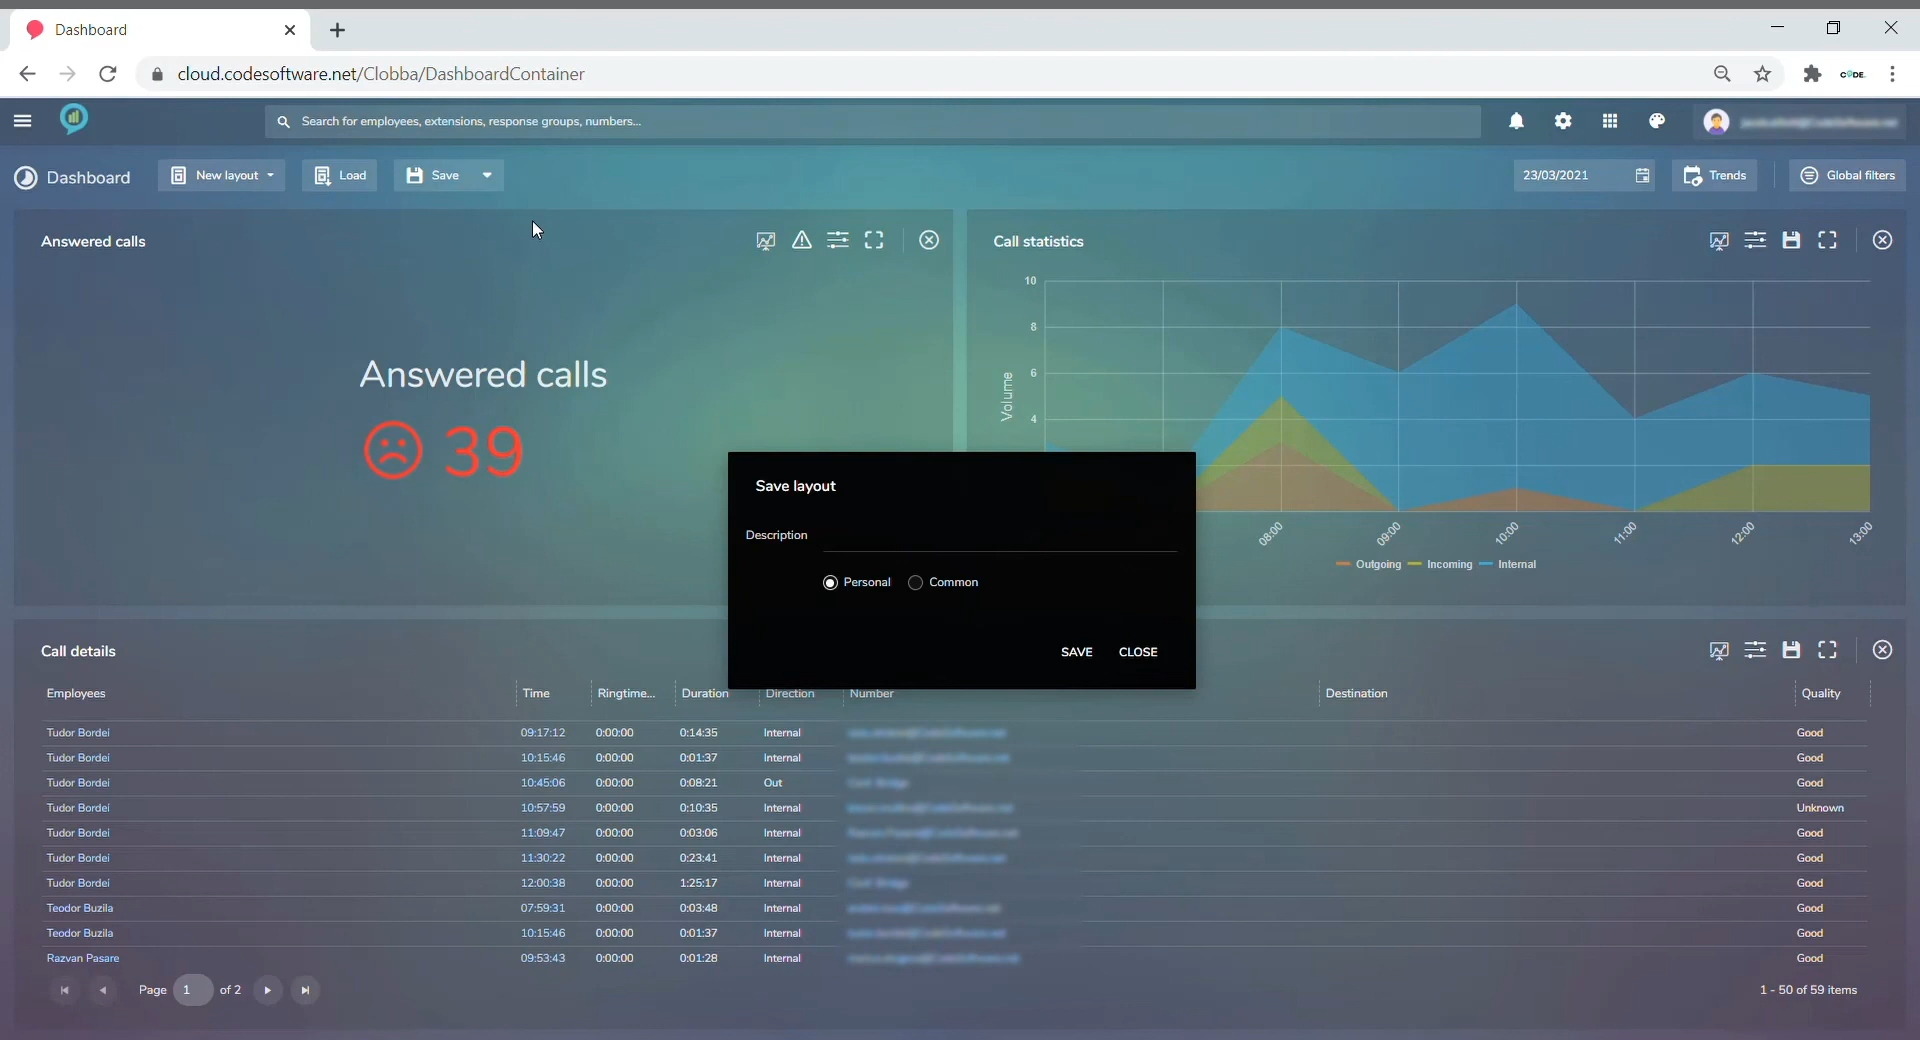 Dashboard
cloud.codesoftware.net/Clobba/DashboardContainer
CODE.
Search for employees, extensions, response groups, numbers...
Dashboard
New layout
Load
Save
23/03/2021
Trends
Global filters
Answered calls
Call statistics
Answered calls
39
10
8
6
4
Volume
08:00
09:00
10:00
11:00
12:00
13:00
Outgoing
Incoming
Internal
Save layout
Description
Personal
Common
SAVE
CLOSE
Call details
Employees Time Ringtime... Duration Direction Number Destination Quality
Tudor Bordei 09:17:12 0:00:00 0:14:35 Internal Good
Tudor Bordei 10:15:46 0:00:00 0:01:37 Internal Good
Tudor Bordei 10:45:06 0:00:00 0:08:21 Out Good
Tudor Bordei 10:57:59 0:00:00 0:10:35 Internal Unknown
Tudor Bordei 11:09:47 0:00:00 0:03:06 Internal Good
Tudor Bordei 11:30:22 0:00:00 0:23:41 Internal Good
Tudor Bordei 12:00:38 0:00:00 1:25:17 Internal Good
Teodor Buzila 07:59:31 0:00:00 0:03:48 Internal Good
Teodor Buzila 10:15:46 0:00:00 0:01:37 Internal Good
Razvan Pasare 09:53:43 0:00:00 0:01:28 Internal Good
Page 1 of 2
1 - 50 of 59 items